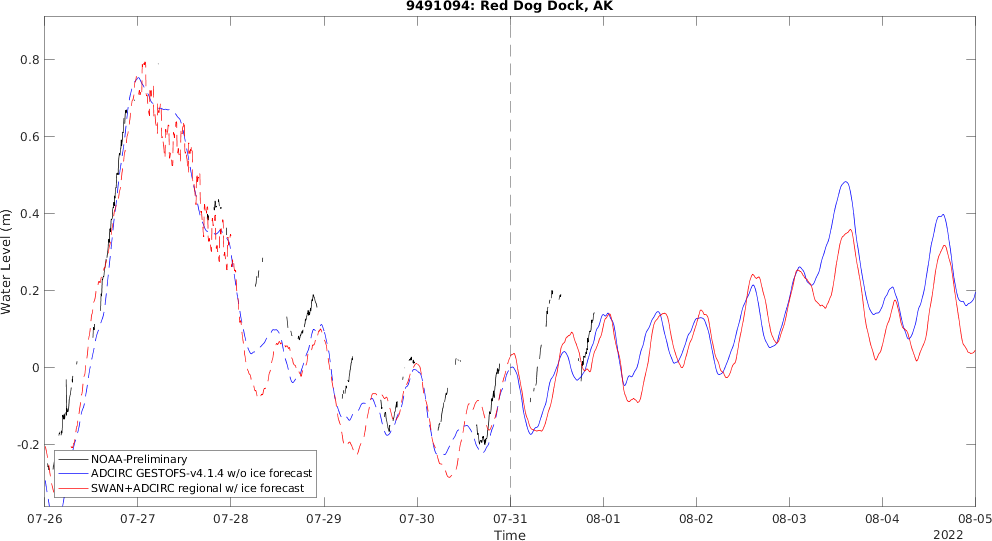 9491094: Red Dog Dock, AK
Water Level (m)
0.8
0.6
0.4
0.2
0
-0.2
NOAA-Preliminary
ADCIRC GESTOFS-v4.1.4 w/o ice forecast
SWAN+ADCIRC regional w/ ice forecast
07-26 07-27 07-28 07-29 07-30 07-31 08-01 08-02 08-03 08-04 08-05
Time
2022